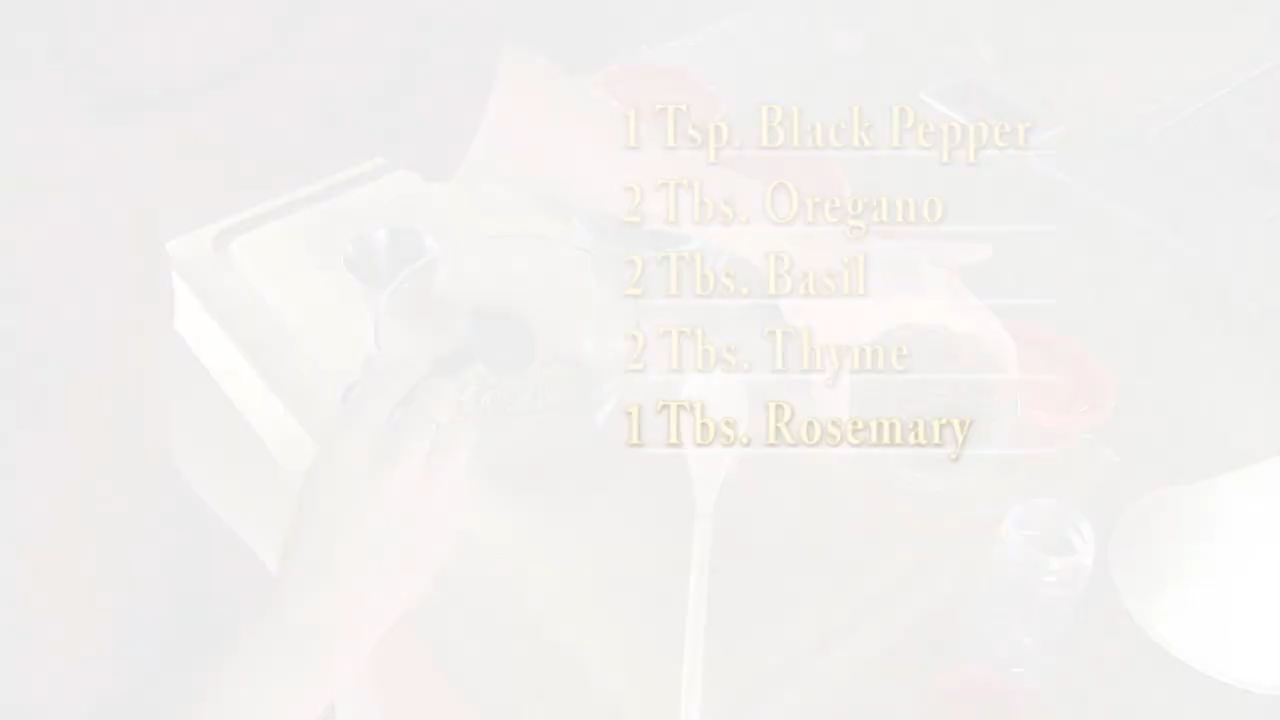 1 Tsp. Black Pepper
2 Tbs. Oregano
2 Tbs. Basil
2 Tbs. Thyme
1 Tbs. Rosemary